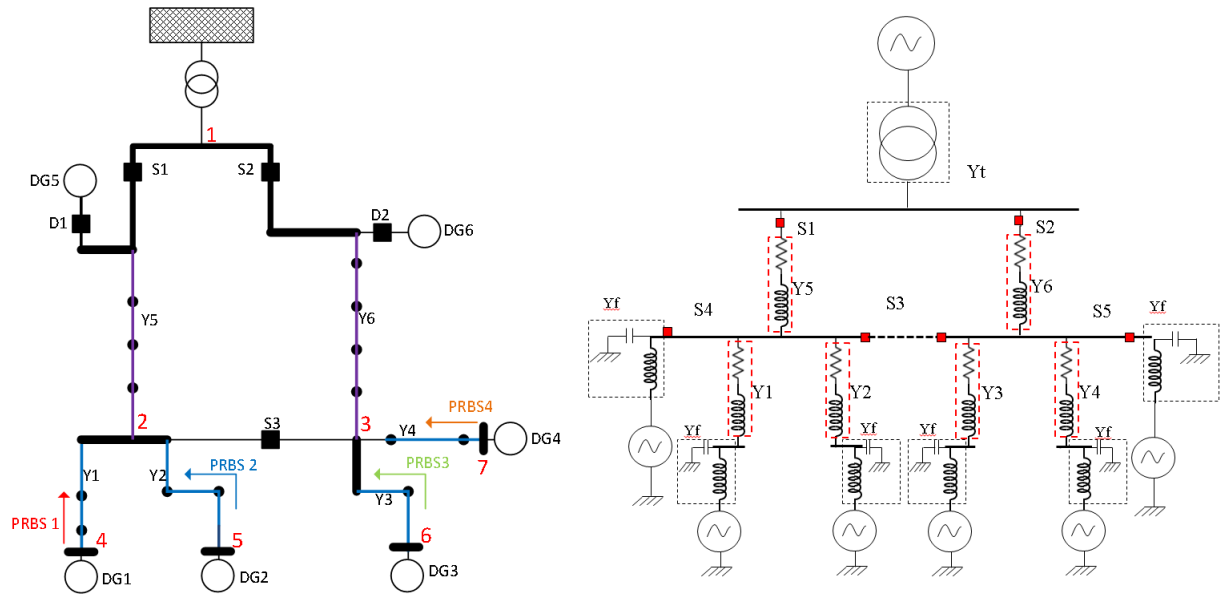 1
S1
S2
DG5
D1
D2
DG6
Y5
Y6
2
S3
3
Y4
PRBS4
DG4
7
Y1
Y2
PRBS 2
PRBS3
Y3
PRBS 1
4
5
6
DG1
DG2
DG3
Yt
S1
S2
Y5
Y6
Yf
S4
S3
S5
Yf
Y1
Y2
Y3
Y4
Yf
Yf
Yf
Yf